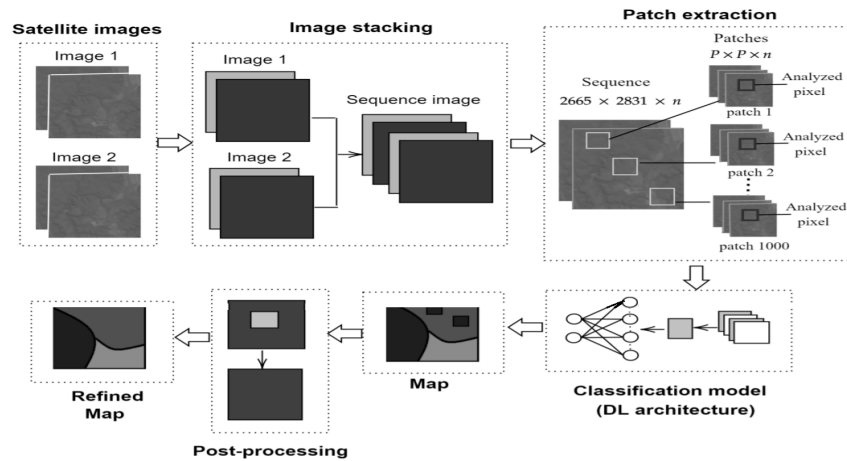 Satellite images
Image 1
Image 2
Image stacking
Image 1
Sequence image
Image 2
Patch extraction
Patches
P × P × n
Sequence
2665 × 2831 × n
Analyzed
pixel
patch 1
Analyzed
pixel
patch 2
Analyzed
pixel
patch 1000
Classification model
(DL architecture)
Map
Post-processing
Refined
Map